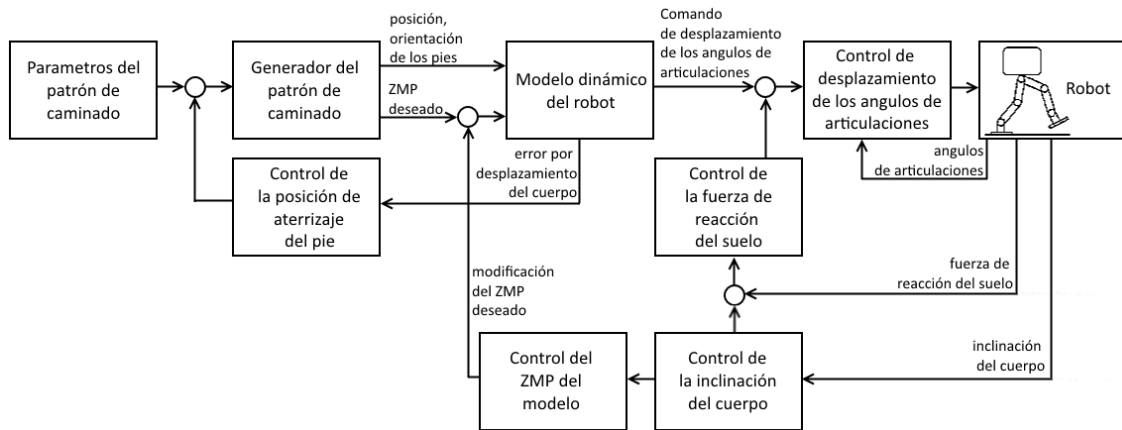 Parametros del
patrón de
caminado
Generador del
patrón de
caminado
posición,
orientación
de los pies
ZMP
deseado
Modelo dinámico
del robot
Comando
de desplazamiento
de los angulos de
articulaciones
Control de
desplazamiento
de los angulos de
articulaciones
Robot
angulos
de articulaciones
error por
desplazamiento
del cuerpo
Control de
la posición de
aterrizaje
del pie
Control de
la fuerza de
reacción
del suelo
modificación
del ZMP
deseado
fuerza de
reacción del suelo
Control del
ZMP del
modelo
Control de
la inclinación
del cuerpo
inclinación
del cuerpo